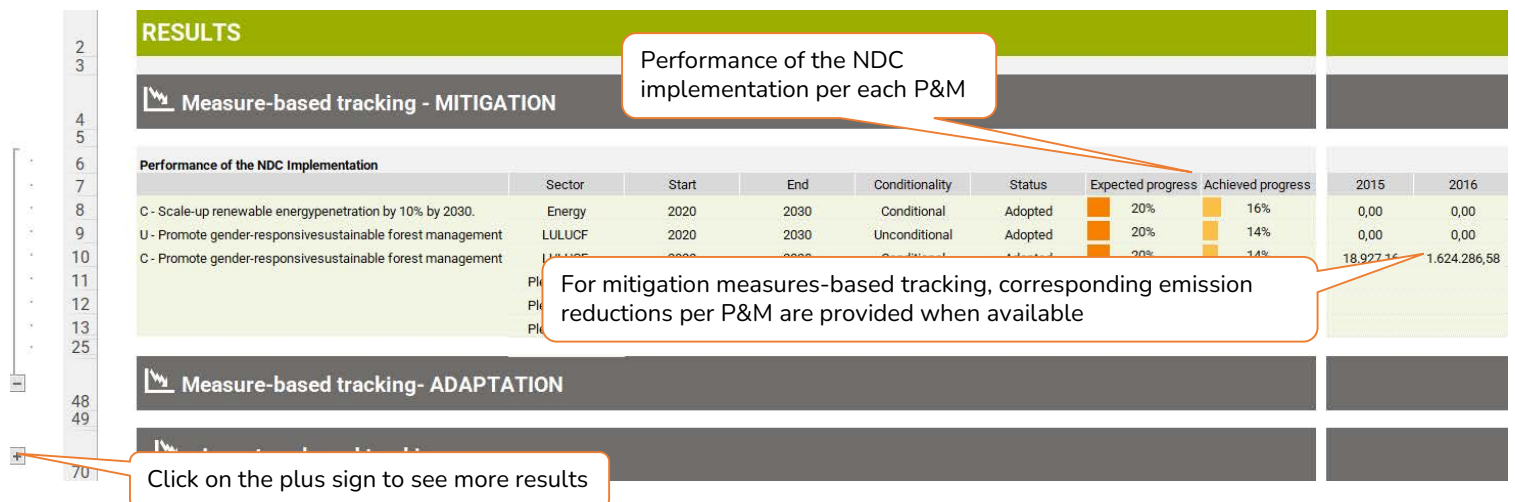 2 RESULTS
3
Performance of the NDC
implementation per each P&M
4 Measure-based tracking - MITIGATION
5
6 Performance of the NDC Implementation
7 Sector Start End Conditionality Status Expected progress Achieved progress 2015 2016
8 C - Scale-up renewable energypenetration by 10% by 2030. Energy 2020 2030 Conditional Adopted 20% 16% 0,00 0,00
9 U - Promote gender-responsivesustainable forest management LULUCF 2020 2030 Unconditional Adopted 20% 14% 0,00 0,00
10 C - Promote gender-responsivesustainable forest management 20% 14% 18.927,16 1.624.286,58
11
12
13
25
For mitigation measures-based tracking, corresponding emission
reductions per P&M are provided when available
48 Measure-based tracking- ADAPTATION
49
70
Click on the plus sign to see more results